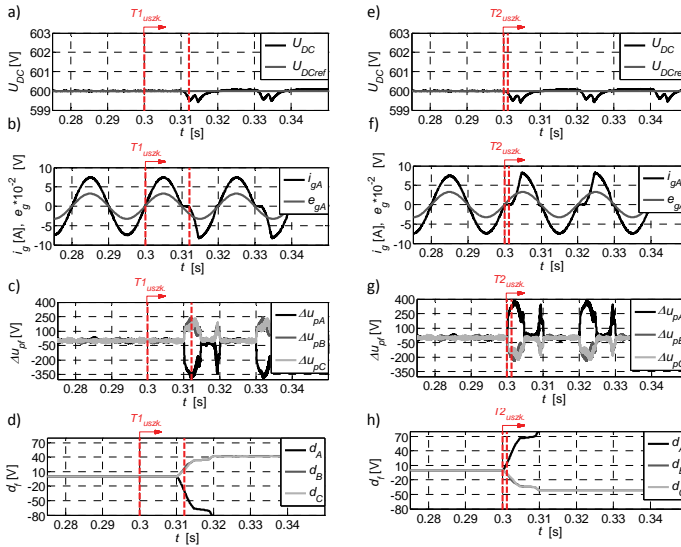 a)
T1uszk.
603
602
601
600
599
UDC [V]
UDC
UDCref
0.28 0.29 0.3 0.31 0.32 0.33 0.34
t [s]
b)
T1uszk.
10
5
0
-5
-10
ig [A], eg*10-2 [V]
igA
egA
0.28 0.29 0.3 0.31 0.32 0.33 0.34
t [s]
c)
T1uszk.
400
250
100
-50
-200
-350
Δupf [V]
ΔupA
ΔupB
ΔupC
0.28 0.29 0.3 0.31 0.32 0.33 0.34
t [s]
d)
T1uszk.
70
40
10
-20
-50
-80
df [V]
dA
dB
dC
0.28 0.29 0.3 0.31 0.32 0.33 0.34
t [s]
e)
T2uszk.
603
602
601
600
599
UDC [V]
UDC
UDCref
0.28 0.29 0.3 0.31 0.32 0.33 0.34
t [s]
f)
T2uszk.
10
5
0
-5
-10
ig [A], eg*10-2 [V]
igA
egA
0.28 0.29 0.3 0.31 0.32 0.33 0.34
t [s]
g)
T2uszk.
400
250
100
-50
-200
-350
Δupf [V]
ΔupA
ΔupB
ΔupC
0.28 0.29 0.3 0.31 0.32 0.33 0.34
t [s]
h)
T2uszk.
70
40
10
-20
-50
-80
df [V]
d
d
d
0.28 0.29 0.3 0.31 0.32 0.33 0.34
t [s]